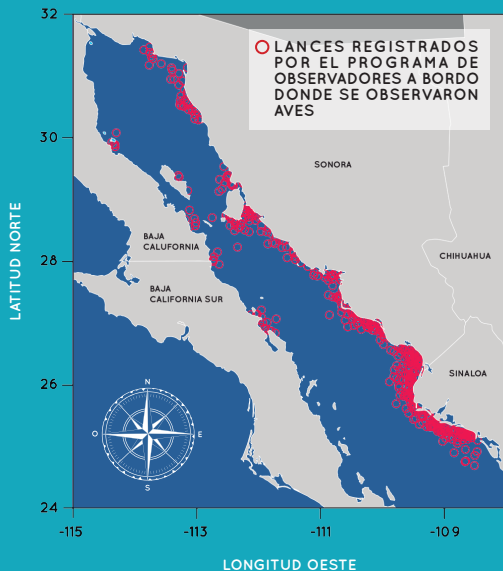 LANCES REGISTRADOS
POR EL PROGRAMA DE
OBSERVADORES A BORDO
DONDE SE OBSERVARON
AVES
LATITUD NORTE
32
30
28
26
24
SONORA
CHIHUAHUA
BAJA
CALUFORNIA
BAJA
CALIFORNIA SUR
SINALOA
N
O
E
S
-115
-113
-111
-109
LONGITUD OESTE